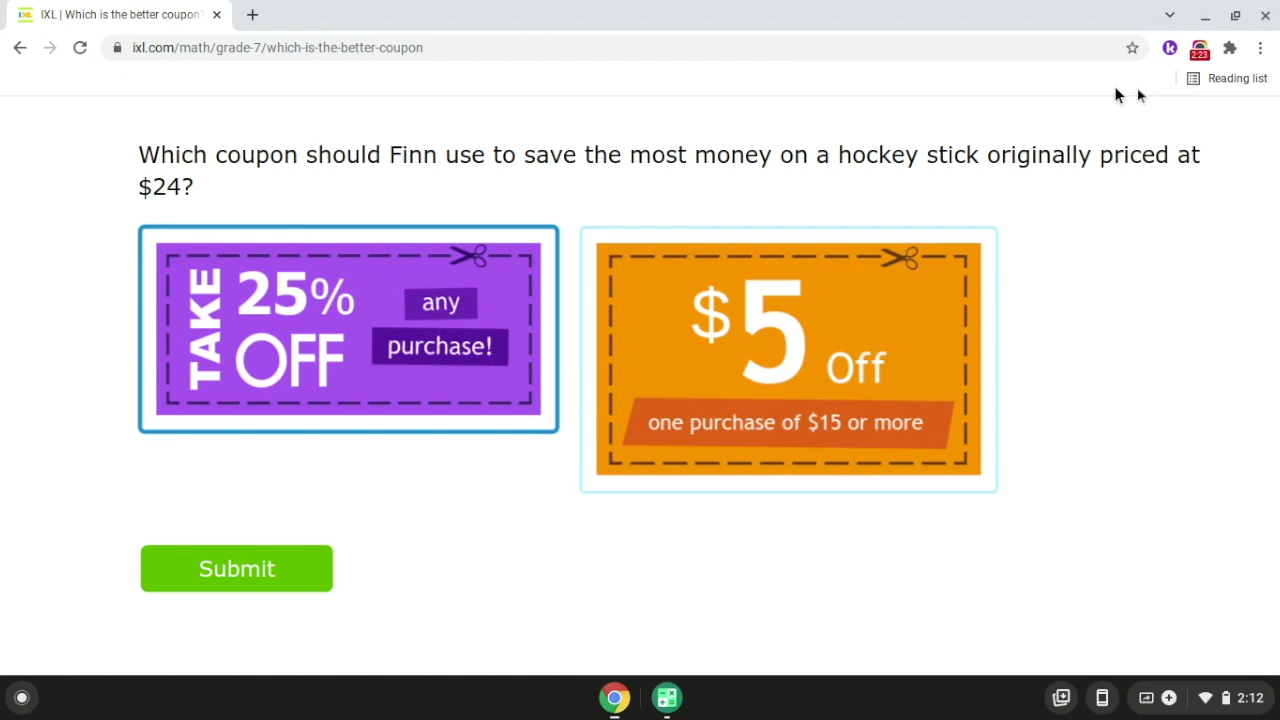 IXL | Which is the better coupon?
ixl.com/math/grade-7/which-is-the-better-coupon
2:23
Reading list
Which coupon should Finn use to save the most money on a hockey stick originally priced at
$24?
TAKE
25%
OFF
any
purchase!
$5 Off
one purchase of $15 or more
Submit
2:12